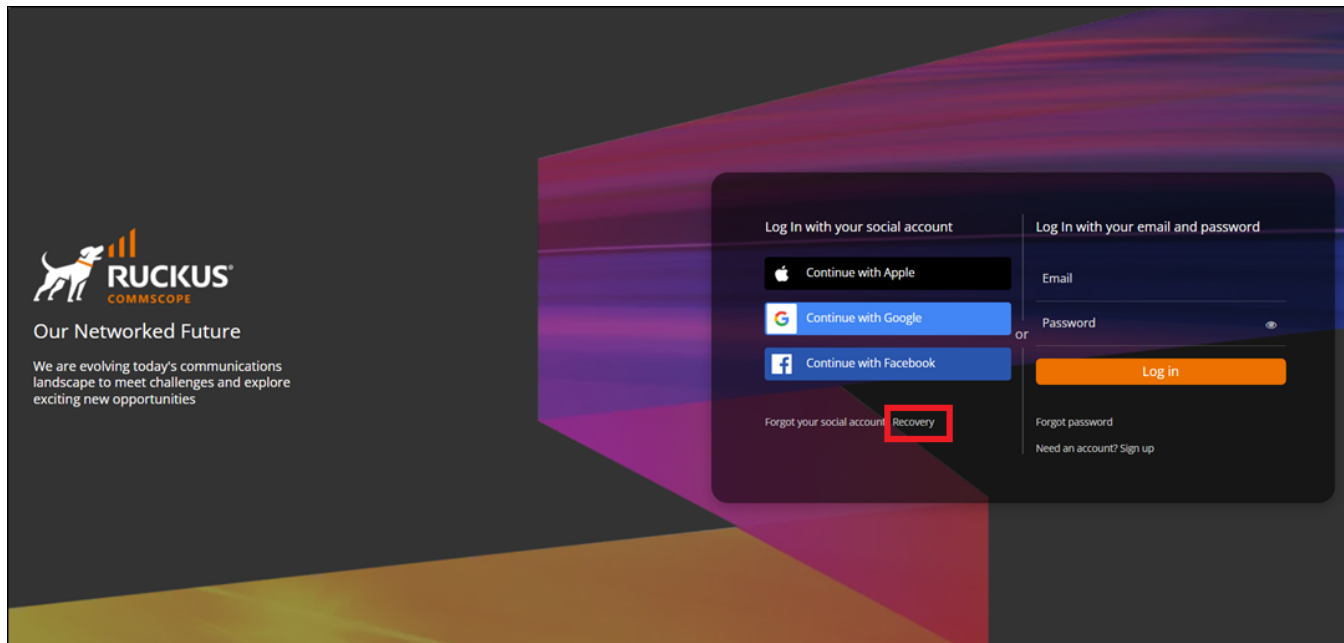 RUCKUS®
COMMSCOPE
Our Networked Future
We are evolving today's communications
landscape to meet challenges and explore
exciting new opportunities
Log In with your social account
Continue with Apple
Continue with Google
Continue with Facebook
Forgot your social account Recovery
or
Log In with your email and password
Email
Password
Log in
Forgot password
Need an account? Sign up